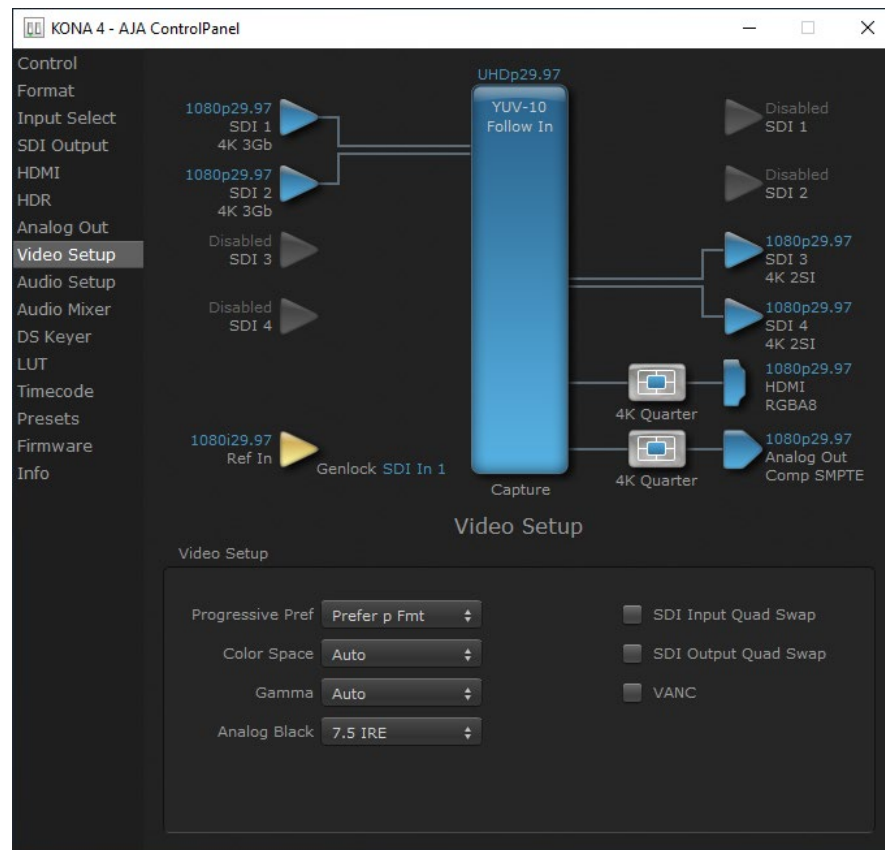 KONA 4 - AJA ControlPanel
Control
Format
Input Select
SDI Output
HDMI
HDR
Analog Out
Video Setup
Audio Setup
Audio Mixer
DS Keyer
LUT
Timecode
Presets
Firmware
Info
UHDp29.97
YUV-10
Follow In
1080p29.97
SDI 1
4K 3Gb
1080p29.97
SDI 2
4K 3Gb
Disabled
SDI 3
Disabled
SDI 4
1080i29.97
Ref In
Genlock SDI In 1
Capture
Disabled
SDI 1
Disabled
SDI 2
1080p29.97
SDI 3
4K 2SI
1080p29.97
SDI 4
4K 2SI
4K Quarter
1080p29.97
HDMI
RGBA8
4K Quarter
1080p29.97
Analog Out
Comp SMPTE
Video Setup
Video Setup
Progressive Pref Prefer p Fmt
Color Space Auto
Gamma Auto
Analog Black 7.5 IRE
SDI Input Quad Swap
SDI Output Quad Swap
VANC